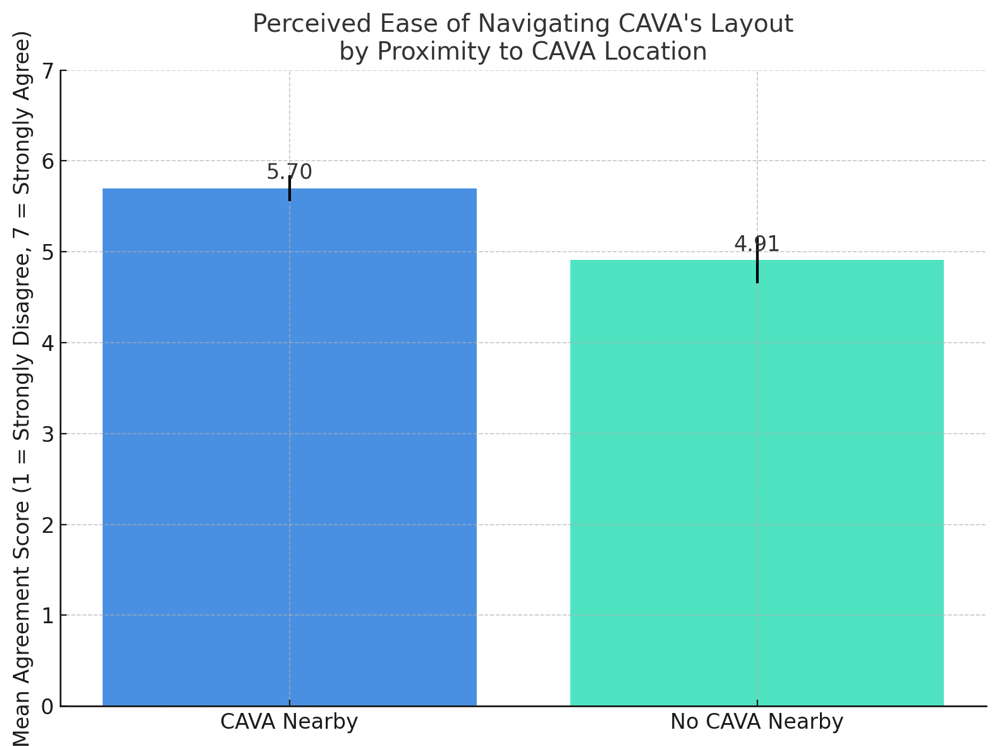 Perceived Ease of Navigating CAVA's Layout
by Proximity to CAVA Location
Mean Agreement Score (1 = Strongly Disagree, 7 = Strongly Agree)
7
6
5
4
3
2
1
0
5.70
4.91
CAVA Nearby
No CAVA Nearby